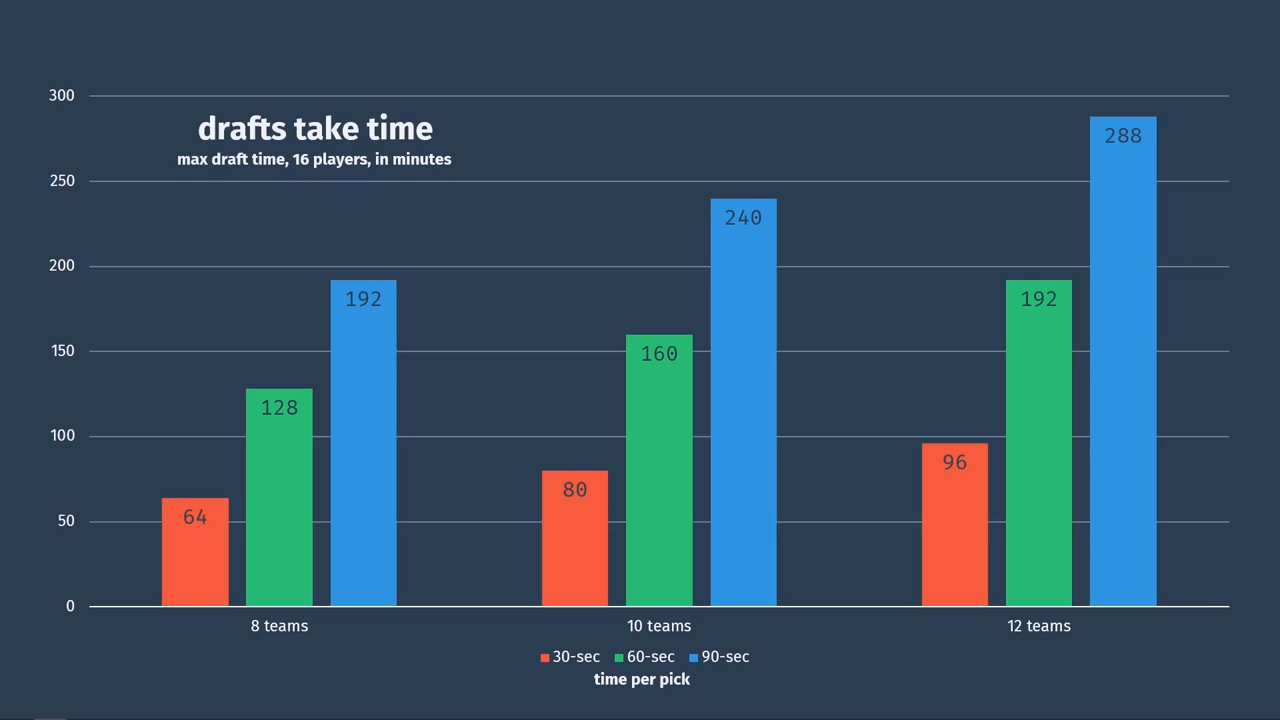 drafts take time
max draft time, 16 players, in minutes
300
250
200
150
100
50
0
64
128
192
80
160
240
96
192
288
8 teams
10 teams
12 teams
30-sec 60-sec 90-sec
time per pick